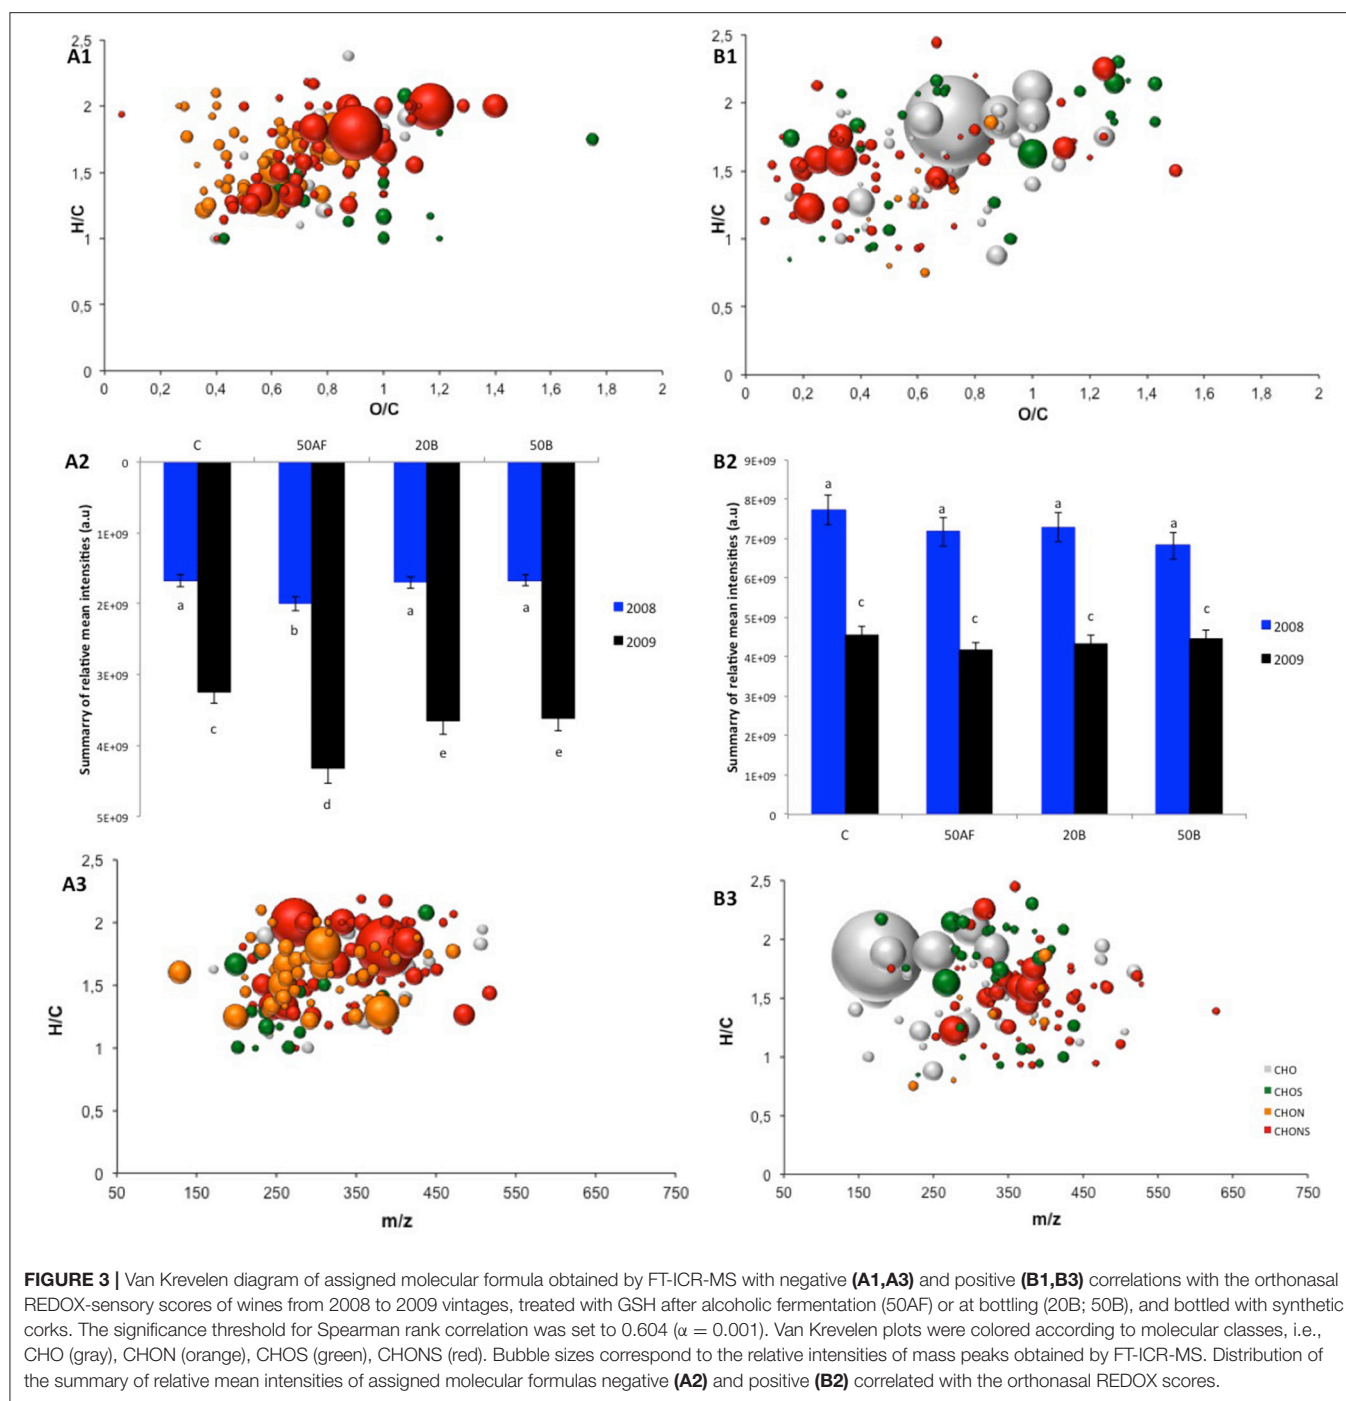 A1
2,5
2
1,5
1
0,5
0
H/C
0 0,2 0,4 0,6 0,8 1 1,2 1,4 1,6 1,8 2
O/C
B1
2,5
2
1,5
1
0,5
0
H/C
0 0,2 0,4 0,6 0,8 1 1,2 1,4 1,6 1,8 2
O/C
A2
C 50AF 20B 50B
0
1E+09
2E+09
3E+09
4E+09
5E+09
Summarry of relative mean intensities (a.u)
a b a a
c d e e
2008
2009
B2
9E+09
8E+09
7E+09
6E+09
5E+09
4E+09
3E+09
2E+09
1E+09
0
Summarry of relative mean intensities (a.u)
a a a a
c c c c
C 50AF 20B 50B
2008
2009
A3
2,5
2
1,5
1
0,5
0
H/C
50 150 250 350 450 550 650 750
m/z
B3
2,5
2
1,5
1
0,5
0
H/C
50 150 250 350 450 550 650 750
m/z
CHO
CHOS
CHON
CHONS
FIGURE 3 | Van Krevelen diagram of assigned molecular formula obtained by FT-ICR-MS with negative (A1,A3) and positive (B1,B3) correlations with the orthonasal
REDOX-sensory scores of wines from 2008 to 2009 vintages, treated with GSH after alcoholic fermentation (50AF) or at bottling (20B; 50B), and bottled with synthetic
corks. The significance threshold for Spearman rank correlation was set to 0.604 (α = 0.001). Van Krevelen plots were colored according to molecular classes, i.e.,
CHO (gray), CHON (orange), CHOS (green), CHONS (red). Bubble sizes correspond to the relative intensities of mass peaks obtained by FT-ICR-MS. Distribution of
the summary of relative mean intensities of assigned molecular formulas negative (A2) and positive (B2) correlated with the orthonasal REDOX scores.